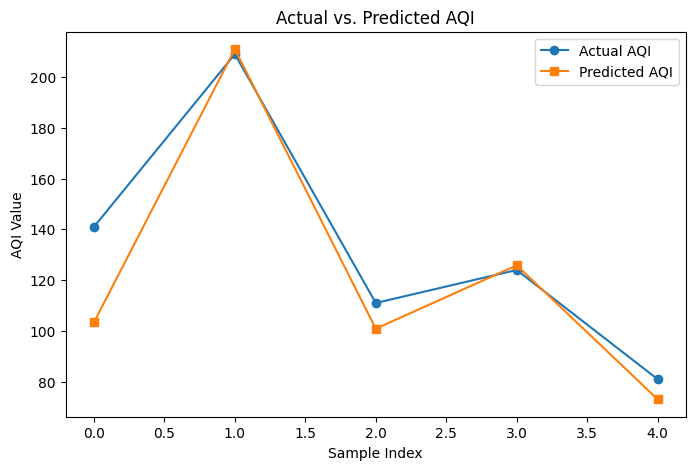 Actual vs. Predicted AQI
Actual AQI
Predicted AQI
200
180
160
140
120
100
80
AQI Value
0.0 0.5 1.0 1.5 2.0 2.5 3.0 3.5 4.0
Sample Index